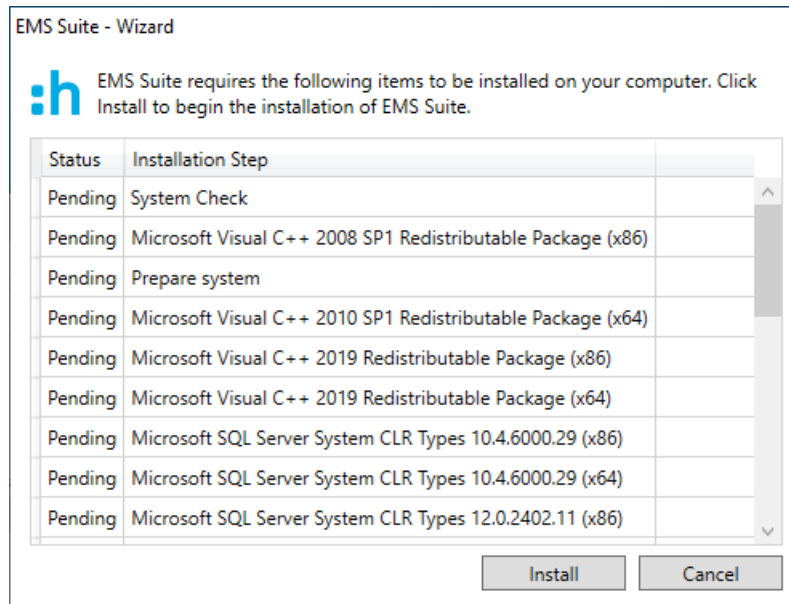 EMS Suite - Wizard
:h
EMS Suite requires the following items to be installed on your computer. Click
Install to begin the installation of EMS Suite.
Status Installation Step
Pending System Check
Pending Microsoft Visual C++ 2008 SP1 Redistributable Package (x86)
Pending Prepare system
Pending Microsoft Visual C++ 2010 SP1 Redistributable Package (x64)
Pending Microsoft Visual C++ 2019 Redistributable Package (x86)
Pending Microsoft Visual C++ 2019 Redistributable Package (x64)
Pending Microsoft SQL Server System CLR Types 10.4.6000.29 (x86)
Pending Microsoft SQL Server System CLR Types 10.4.6000.29 (x64)
Pending Microsoft SQL Server System CLR Types 12.0.2402.11 (x86)
Install Cancel